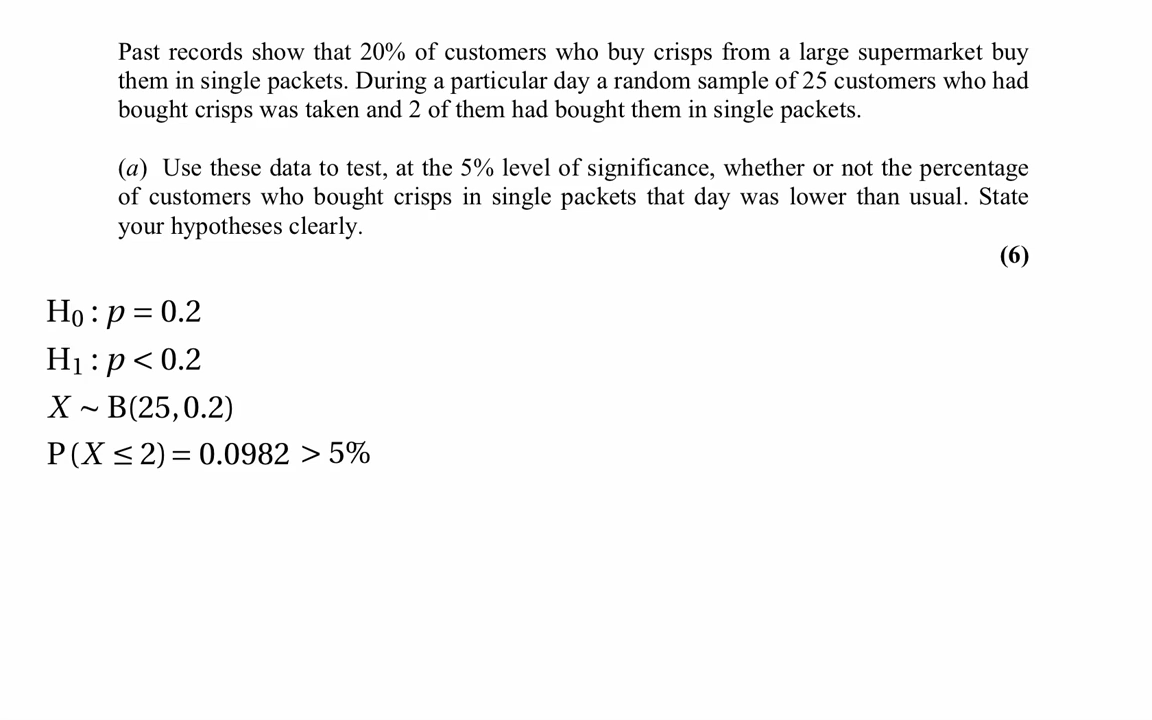 Past records show that 20% of customers who buy crisps from a large supermarket buy
them in single packets. During a particular day a random sample of 25 customers who had
bought crisps was taken and 2 of them had bought them in single packets.
(a) Use these data to test, at the 5% level of significance, whether or not the percentage
of customers who bought crisps in single packets that day was lower than usual. State
your hypotheses clearly.
(6)
H₀ : p = 0.2
H₁ : p < 0.2
X ~ B(25, 0.2)
P(X ≤ 2) = 0.0982 > 5%